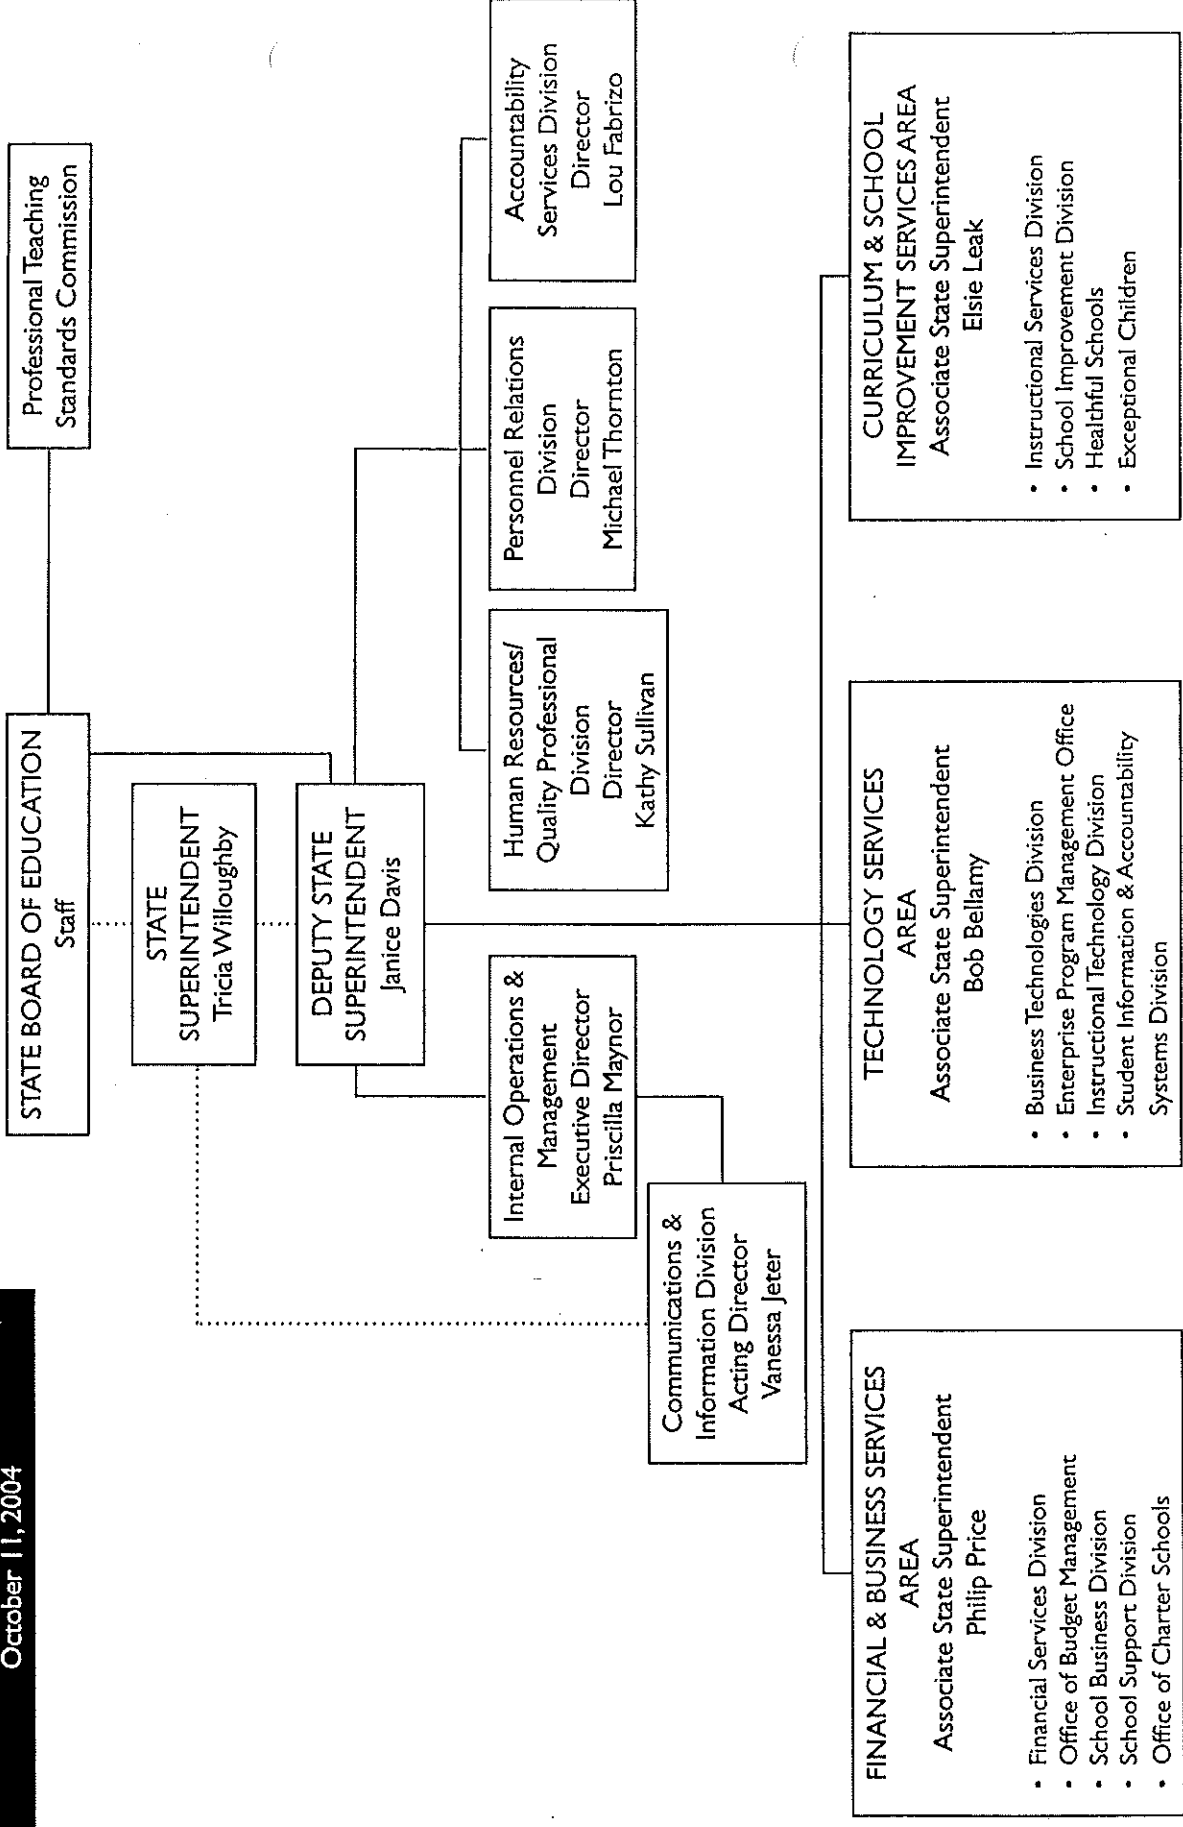 October 11, 2004
STATE BOARD OF EDUCATION
Staff
Professional Teaching
Standards Commission
STATE
SUPERINTENDENT
Tricia Willoughby
DEPUTY STATE
SUPERINTENDENT
Janice Davis
Internal Operations &
Management
Executive Director
Priscilla Maynor
Human Resources/
Quality Professional
Division
Director
Kathy Sullivan
Personnel Relations
Division
Director
Michael Thornton
Accountability
Services Division
Director
Lou Fabrizo
Communications &
Information Division
Acting Director
Vanessa Jeter
FINANCIAL & BUSINESS SERVICES
AREA
Associate State Superintendent
Philip Price
• Financial Services Division
• Office of Budget Management
• School Business Division
• School Support Division
• Office of Charter Schools
TECHNOLOGY SERVICES
AREA
Associate State Superintendent
Bob Bellamy
• Business Technologies Division
• Enterprise Program Management Office
• Instructional Technology Division
• Student Information & Accountability
Systems Division
CURRICULUM & SCHOOL
IMPROVEMENT SERVICES AREA
Associate State Superintendent
Elsie Leak
• Instructional Services Division
• School Improvement Division
• Healthful Schools
• Exceptional Children